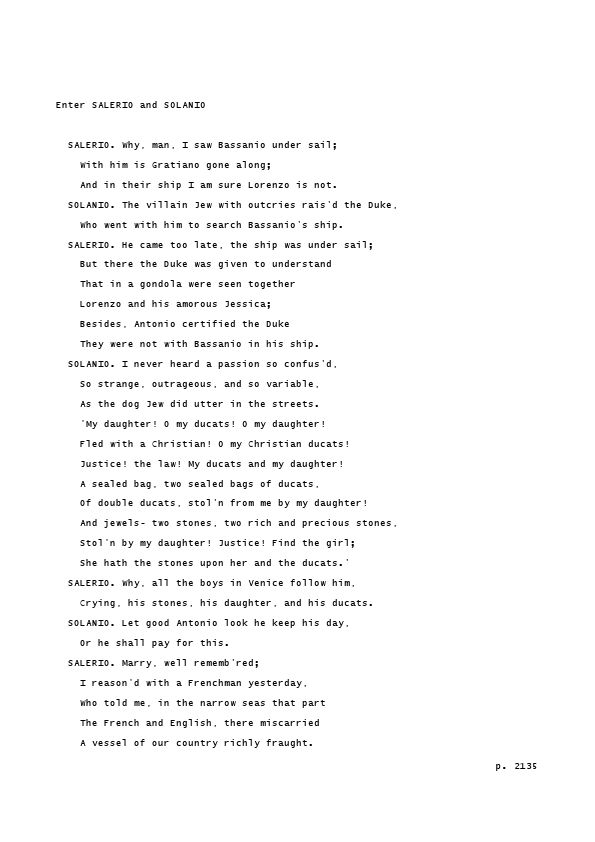 Enter SALERIO and SOLANIO
SALERIO. Why, man, I saw Bassanio under sail;
With him is Gratiano gone along;
And in their ship I am sure Lorenzo is not.
SOLANIO. The villain Jew with outcries rais'd the Duke,
Who went with him to search Bassanio's ship.
SALERIO. He came too late, the ship was under sail;
But there the Duke was given to understand
That in a gondola were seen together
Lorenzo and his amorous Jessica;
Besides, Antonio certified the Duke
They were not with Bassanio in his ship.
SOLANIO. I never heard a passion so confus'd,
So strange, outrageous, and so variable,
As the dog Jew did utter in the streets.
'My daughter! O my ducats! O my daughter!
Fled with a Christian! O my Christian ducats!
Justice! the law! My ducats and my daughter!
A sealed bag, two sealed bags of ducats,
Of double ducats, stol'n from me by my daughter!
And jewels- two stones, two rich and precious stones,
Stol'n by my daughter! Justice! Find the girl;
She hath the stones upon her and the ducats.'
SALERIO. Why, all the boys in Venice follow him,
Crying, his stones, his daughter, and his ducats.
SOLANIO. Let good Antonio look he keep his day,
Or he shall pay for this.
SALERIO. Marry, well rememb'red;
I reason'd with a Frenchman yesterday,
Who told me, in the narrow seas that part
The French and English, there miscarried
A vessel of our country richly fraught.
p. 2135